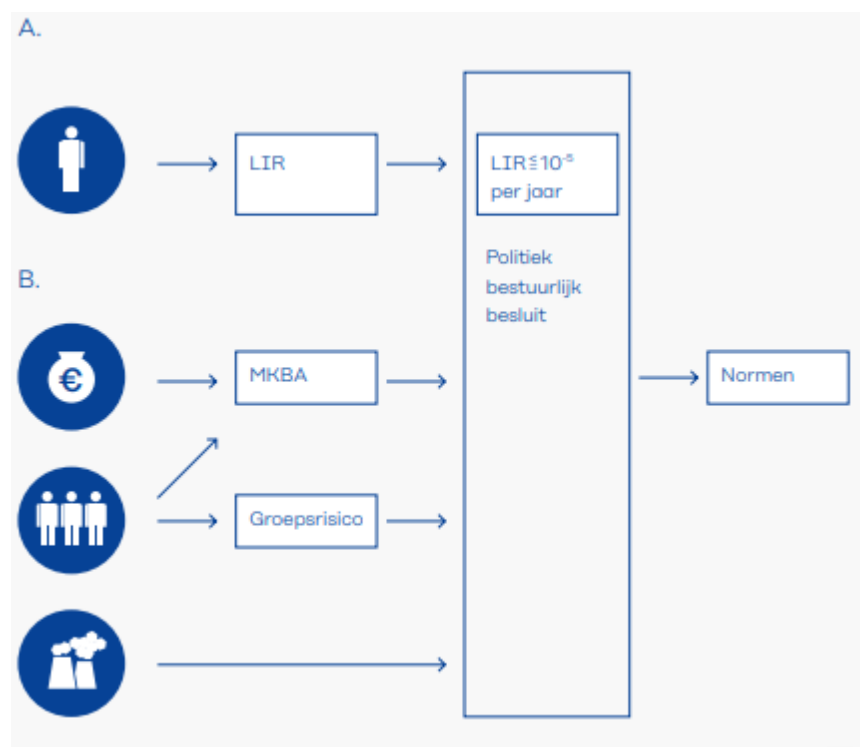 A.
LIR
LIR≦10⁻⁵
per jaar
Politiek
bestuurlijk
besluit
B.
€
MKBA
Normen
Groepsrisico